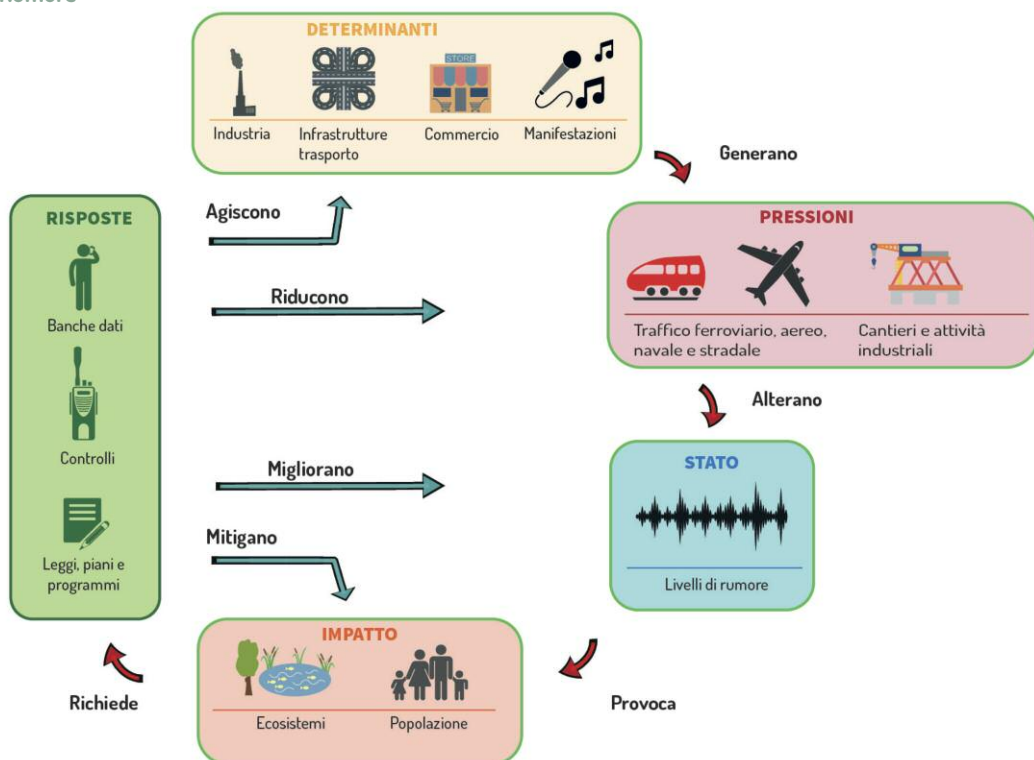 DETERMINANTI
STORE
Industria
Infrastrutture
trasporto
Commercio
Manifestazioni
Generano
PRESSIONI
Traffico ferroviario, aereo,
navale e stradale
Cantieri e attività
industriali
Alterano
STATO
Livelli di rumore
Provoca
IMPATTO
Ecosistemi
Popolazione
Richiede
RISPOSTE
Banche dati
Controlli
Leggi, piani e
programmi
Agiscono
Riducono
Migliorano
Mitigano